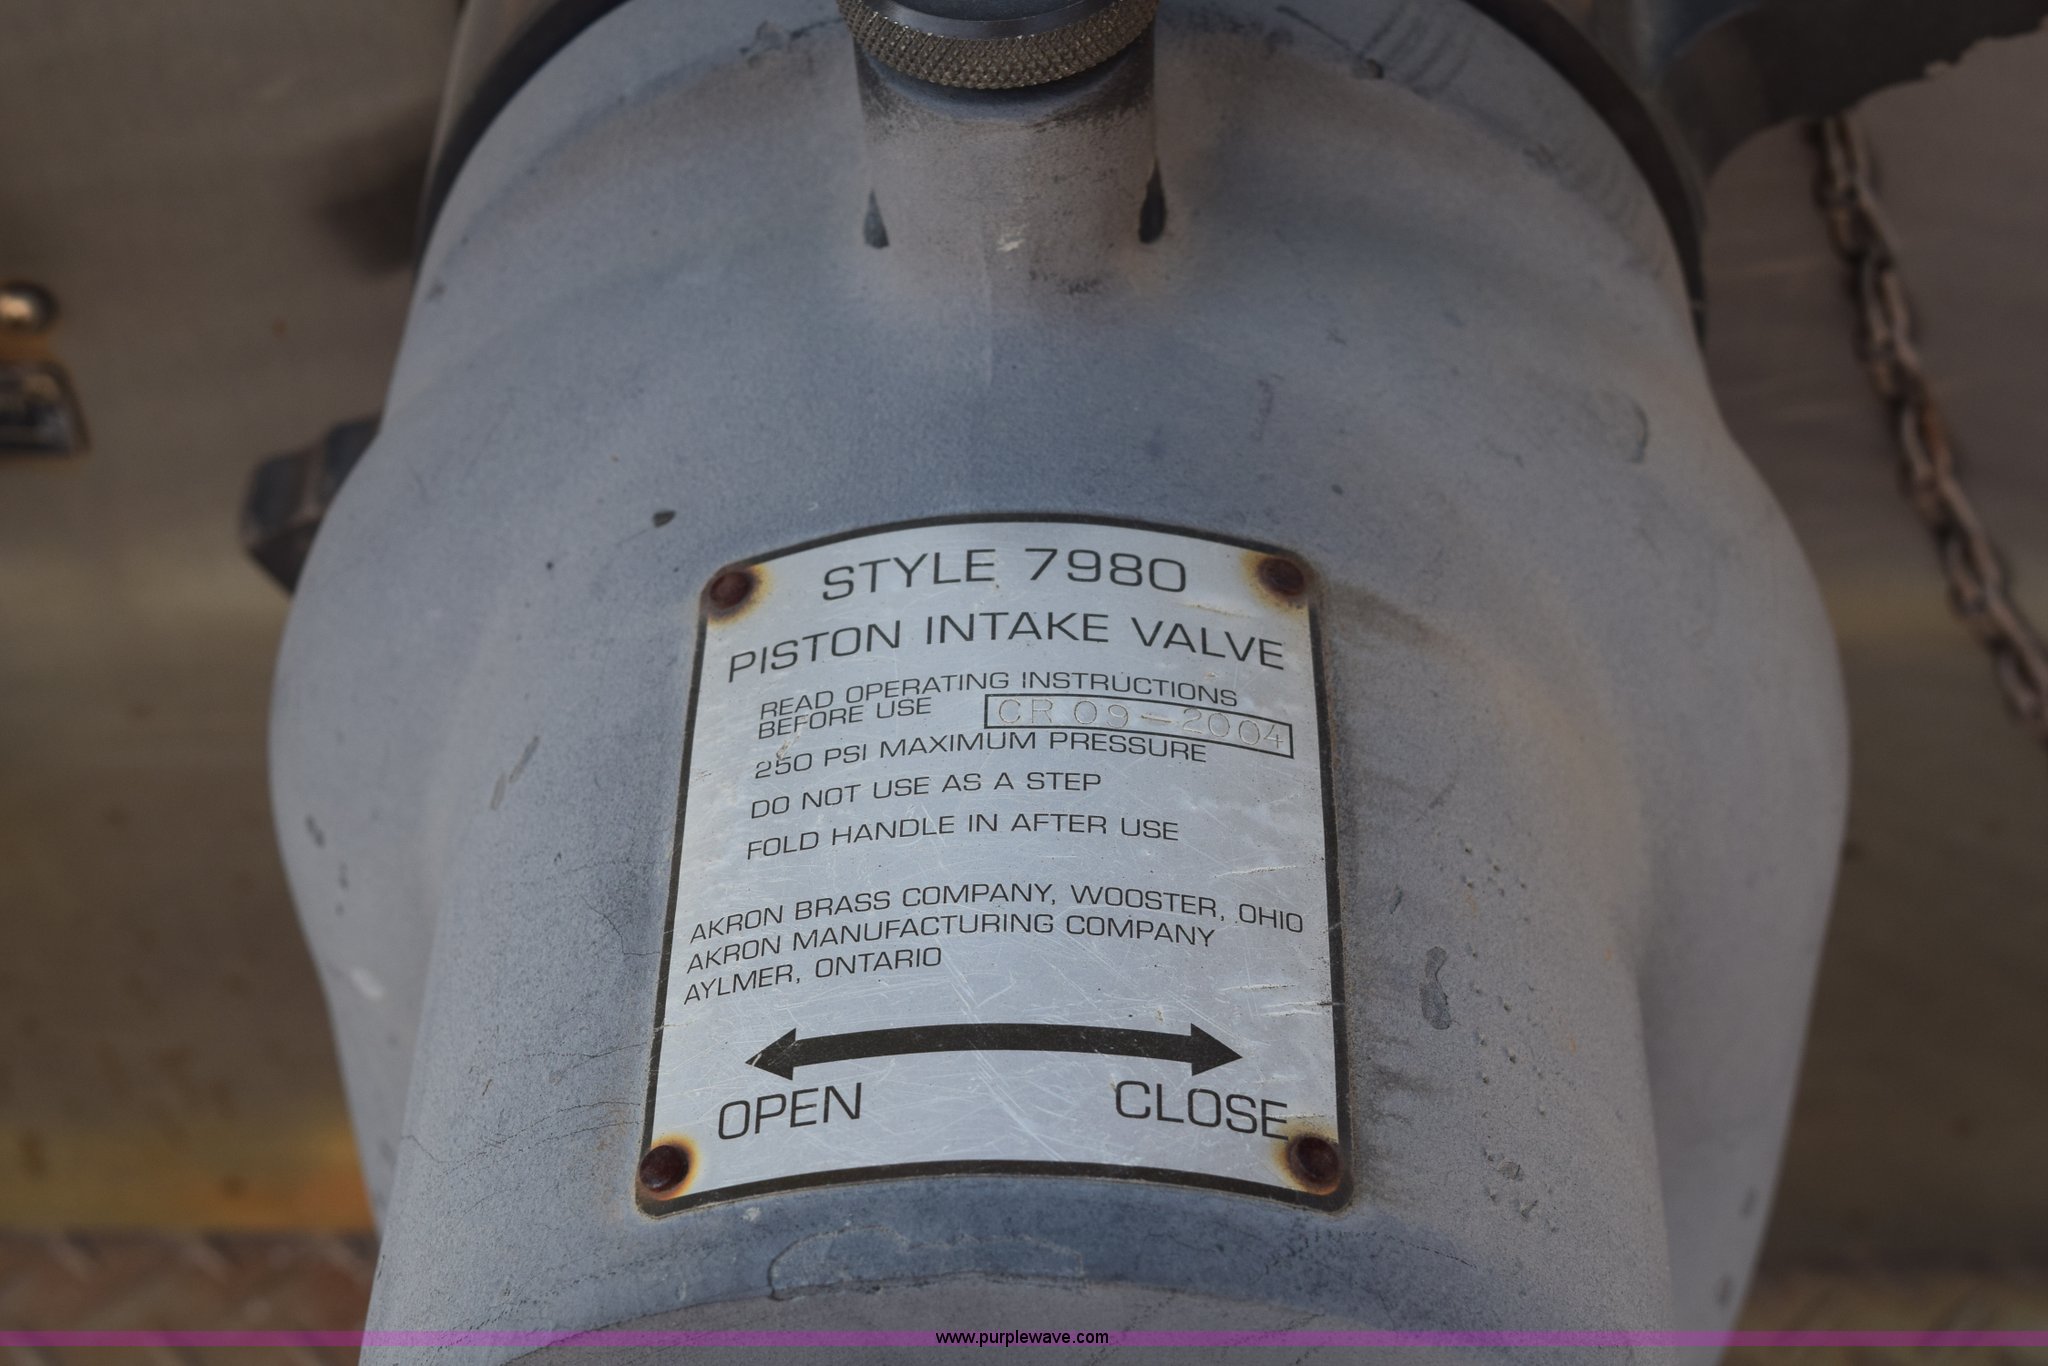 STYLE 7980
PISTON INTAKE VALVE
READ OPERATING INSTRUCTIONS
BEFORE USE
CR 09-2004
250 PSI MAXIMUM PRESSURE
DO NOT USE AS A STEP
FOLD HANDLE IN AFTER USE
AKRON BRASS COMPANY, WOOSTER, OHIO
AKRON MANUFACTURING COMPANY
AYLMER, ONTARIO
OPEN
CLOSE
www.purplewave.com